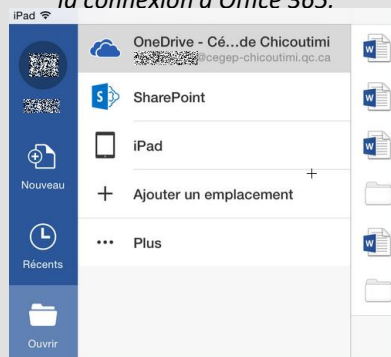 la connexion à Office 365.
iPad
OneDrive - Cé...de Chicoutimi
@cegep-chicoutimi.qc.ca
SharePoint
iPad
Nouveau
Ajouter un emplacement
Plus
Récents
Ouvrir